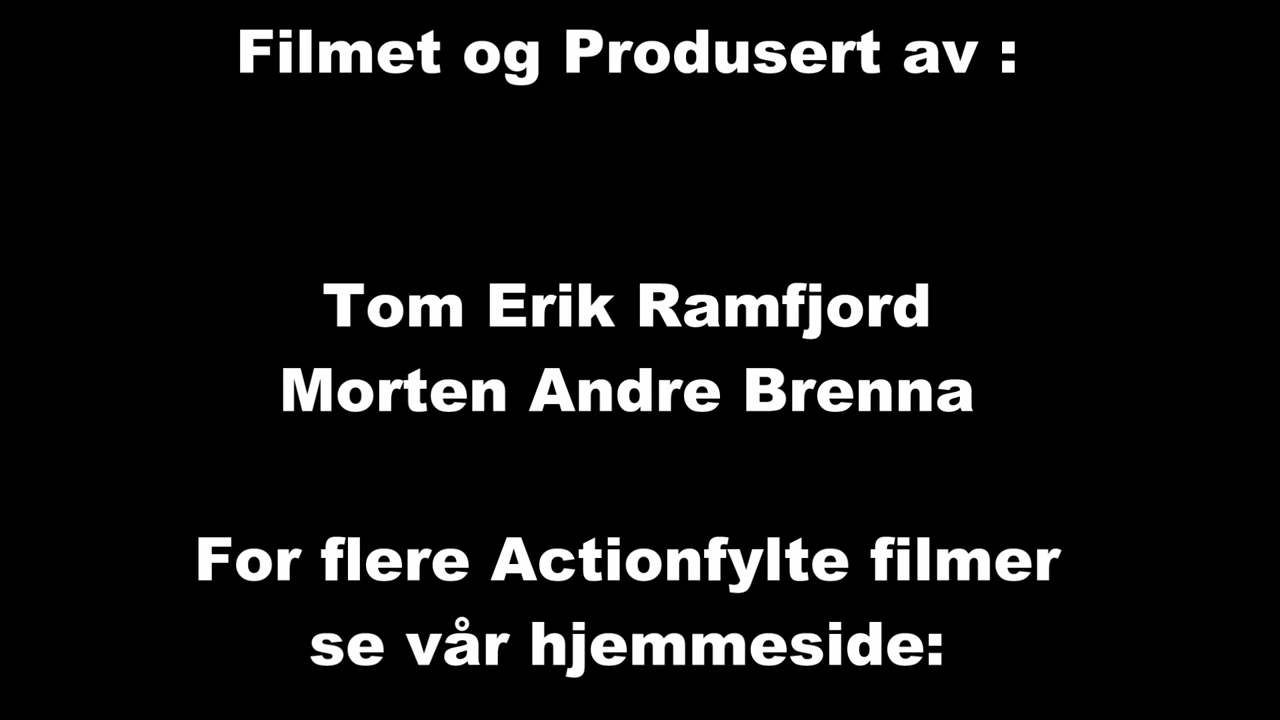 Filmet og Produsert av :
Tom Erik Ramfjord
Morten Andre Brenna
For flere Actionfylte filmer
se vår hjemmeside: